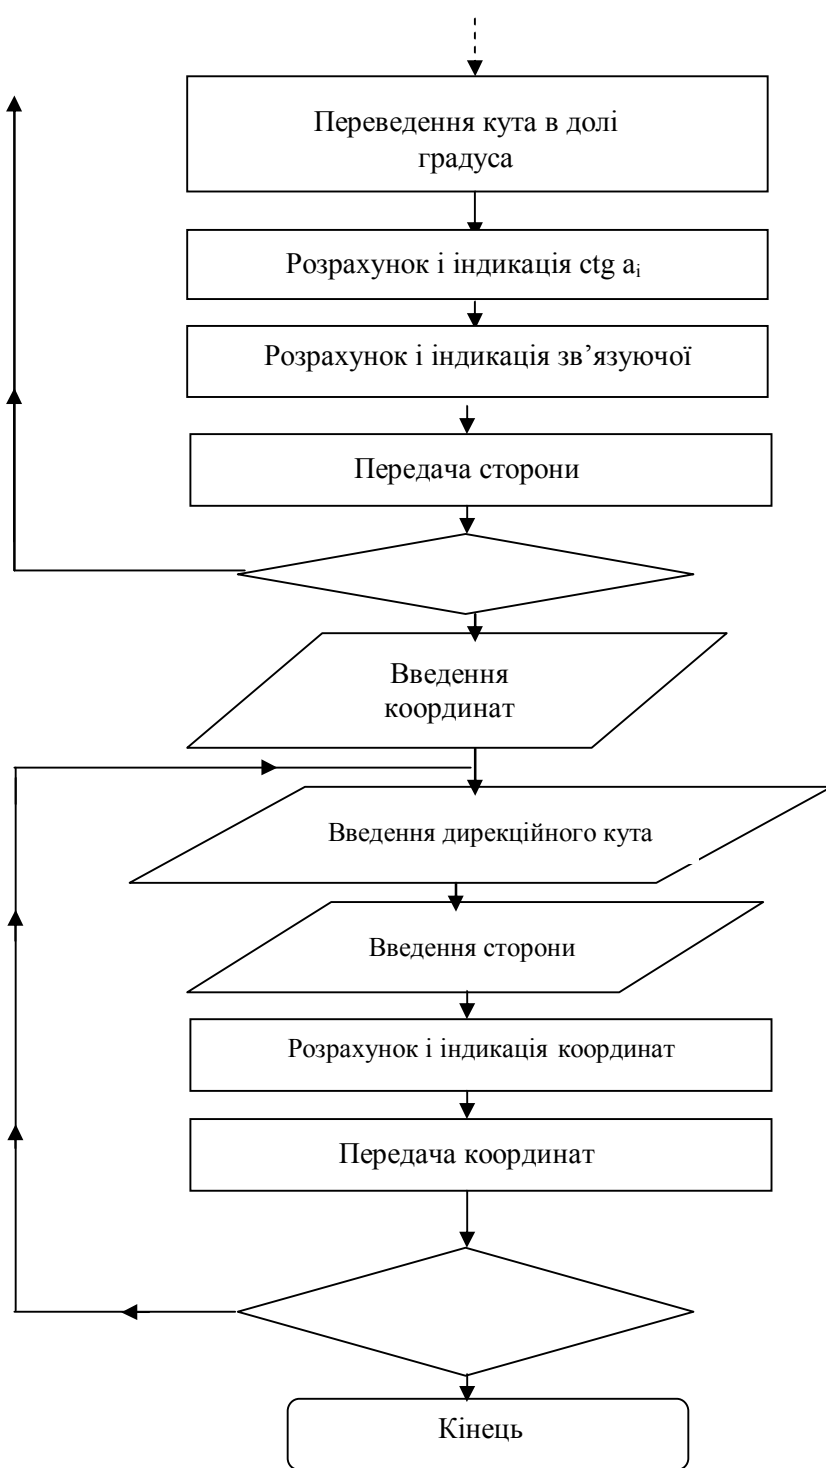 Переведення кута в долі
градуса
Розрахунок і індикація ctg aᵢ
Розрахунок і індикація зв’язуючої
Передача сторони
Введення
координат
Введення дирекційного кута
Введення сторони
Розрахунок і індикація координат
Передача координат
Кінець